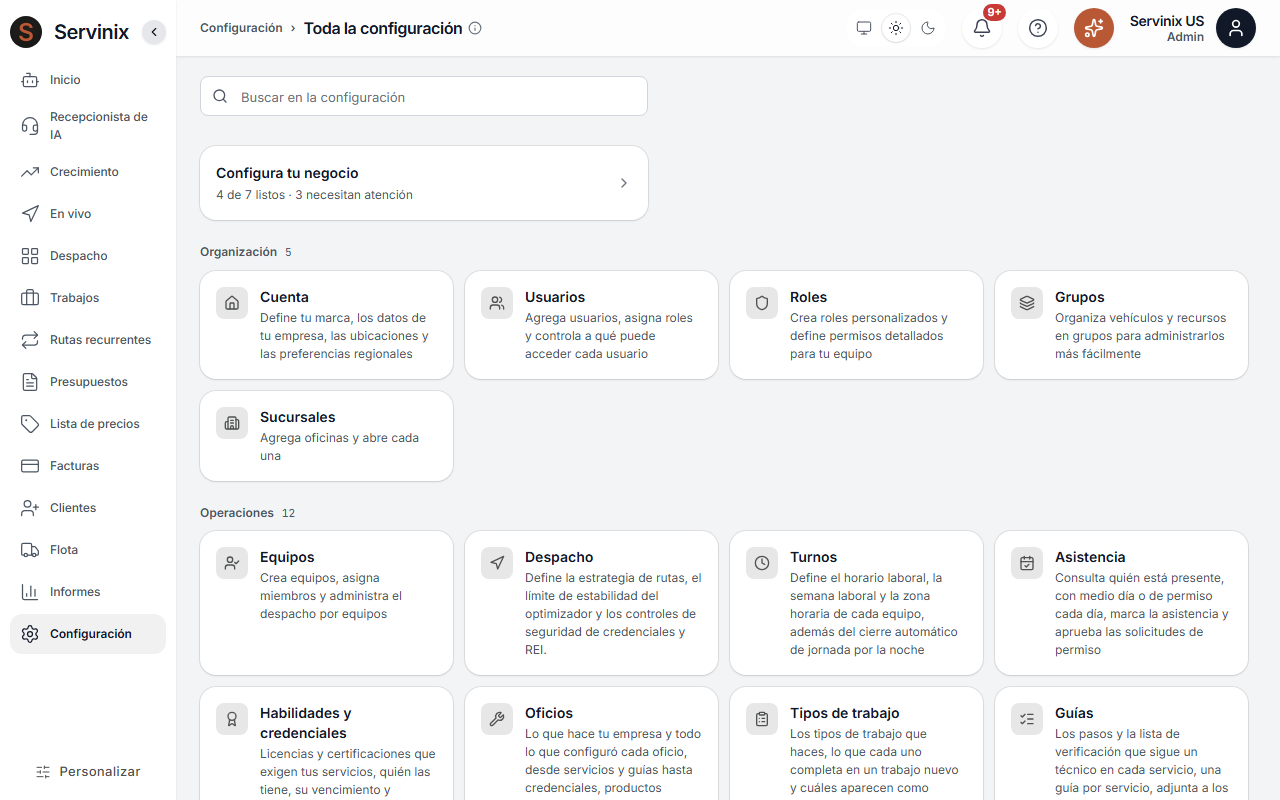 S Servinix
Configuración › Toda la configuración
9+
Servinix US
Admin
Inicio
Recepcionista de
IA
Crecimiento
En vivo
Despacho
Trabajos
Rutas recurrentes
Presupuestos
Lista de precios
Facturas
Clientes
Flota
Informes
Configuración
Personalizar
Buscar en la configuración
Configura tu negocio
4 de 7 listos · 3 necesitan atención
Organización 5
Cuenta
Define tu marca, los datos de
tu empresa, las ubicaciones y
las preferencias regionales
Usuarios
Agrega usuarios, asigna roles
y controla a qué puede
acceder cada usuario
Roles
Crea roles personalizados y
define permisos detallados
para tu equipo
Grupos
Organiza vehículos y recursos
en grupos para administrarlos
más fácilmente
Sucursales
Agrega oficinas y abre cada
una
Operaciones 12
Equipos
Crea equipos, asigna
miembros y administra el
despacho por equipos
Despacho
Define la estrategia de rutas, el
límite de estabilidad del
optimizador y los controles de
seguridad de credenciales y
REI.
Turnos
Define el horario laboral, la
semana laboral y la zona
horaria de cada equipo,
además del cierre automático
de jornada por la noche
Asistencia
Consulta quién está presente,
con medio día o de permiso
cada día, marca la asistencia y
aprueba las solicitudes de
permiso
Habilidades y
credenciales
Licencias y certificaciones que
exigen tus servicios, quién las
tiene, su vencimiento y
Oficios
Lo que hace tu empresa y todo
lo que configuró cada oficio,
desde servicios y guías hasta
credenciales, productos
Tipos de trabajo
Los tipos de trabajo que
haces, lo que cada uno
completa en un trabajo nuevo
y cuáles aparecen como
Guías
Los pasos y la lista de
verificación que sigue un
técnico en cada servicio, una
guía por servicio, adjunta a los